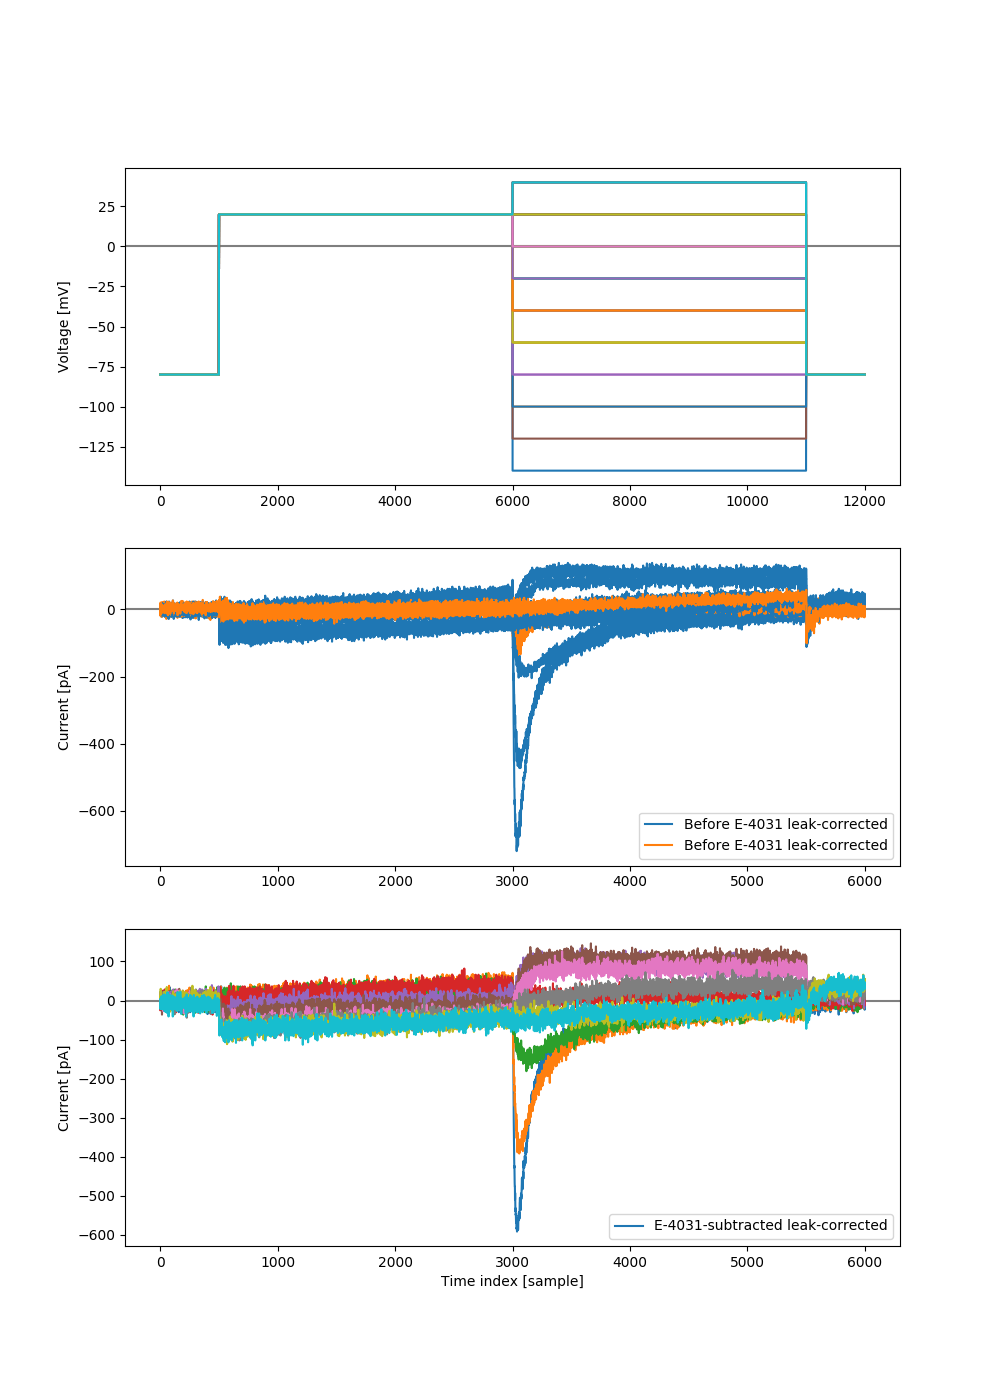 25
0
−25
−50
−75
−100
−125
Voltage [mV]
0 2000 4000 6000 8000 10000 12000
0
−200
−400
−600
Current [pA]
Before E-4031 leak-corrected
Before E-4031 leak-corrected
0 1000 2000 3000 4000 5000 6000
100
0
−100
−200
−300
−400
−500
−600
Current [pA]
E-4031-subtracted leak-corrected
0 1000 2000 3000 4000 5000 6000
Time index [sample]